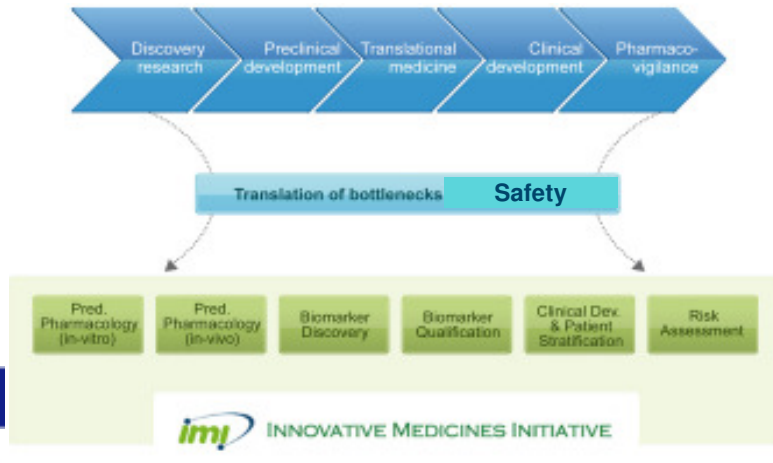 Discovery research
Preclinical development
Translational medicine
Clinical development
Pharmaco-vigilance
Translation of bottlenecks
Safety
Pred.
Pharmacology
(in-vitro)
Pred.
Pharmacology
(in-vivo)
Biomarker
Discovery
Biomarker
Qualification
Clinical Dev.
& Patient
Stratification
Risk
Assessment
imi INNOVATIVE MEDICINES INITIATIVE